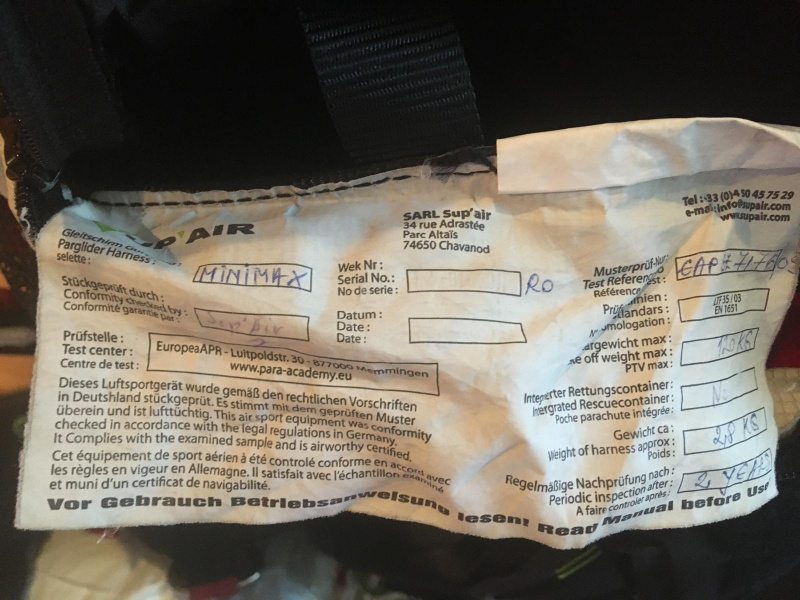 SUP'AIR
Parglider Harness :
selette :
MINIMAX
Stückgeprüft durch :
Conformity checked by :
Conformité garantie par :
Sup'Air
Prüfstelle :
Test center :
Centre de test :
EuropeaAPR - Luitpoldstr. 30 - 877000 Memmingen
www.para-academy.eu
SARL Sup'air
34 rue Adrastée
Parc Altaïs
74650 Chavanod
Wek Nr :
Serial No. :
No de serie :
RO
Datum :
Date :
Date :
Dieses Luftsportgerät wurde gemäß den rechtlichen Vorschriften
in Deutshland stückgeprüt. Es stimmt mit dem geprüften Muster
überein und ist lufttüchtig. This air sport equipment was conformity
checked in accordance with the legal regulations in Germany.
It Complies with the examined sample and is airworthy certified.
Cet équipement de sport aérien à été controlé conforme en accord avec
les règles en vigeur en Allemagne. Il satisfait avec l'échantillon examiné
et muni d'un certificat de navigabilité.
Tel : +33 (0)4 50 45 75 29
e-mail : info@supair.com
www.supair.com
Musterprüf-Nr :
Test Reference :
Référence :
LTF 35 / 03
EN 1651
weight max :
off weight max :
PTV max :
120 KG
Integrierter Rettungscontainer :
Intergrated Rescuecontainer :
Poche parachute intégrée :
Gewicht ca :
Weight of harness approx :
Poids :
2,8 KG
Regelmäßige Nachprüfung nach :
Periodic inspection after :
A faire controler après :
2 YEARS
Vor Gebrauch Betriebsanweisung lesen! Read Manual before Use